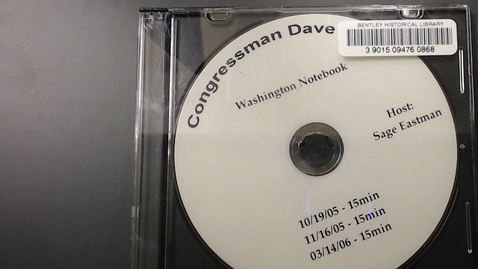 BENTLEY HISTORICAL LIBRARY
3 9015 09476 0868
Congressman Dave
Washington Notebook
Host:
Sage Eastman
10/19/05 - 15min
11/16/05 - 15min
03/14/06 - 15min